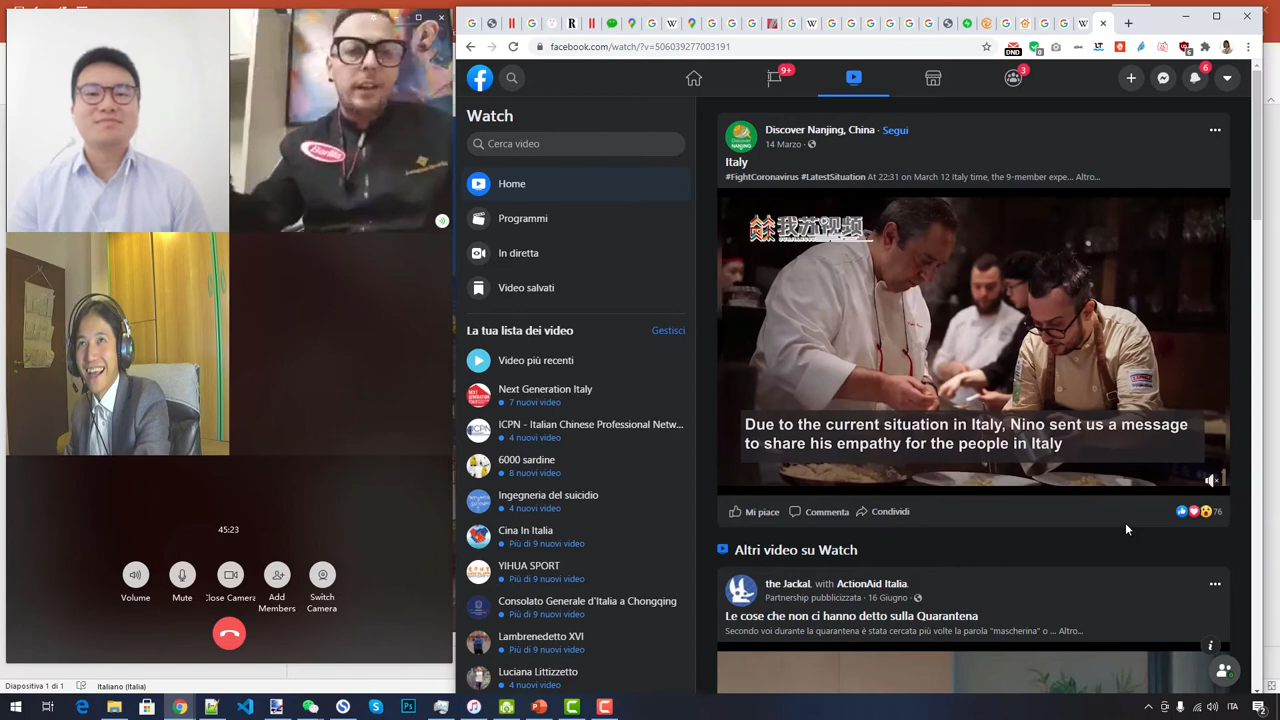 Barilla
45:23
Volume
Mute
Close Camera
Add
Members
Switch
Camera
Diapositiva 1 di 1
Italiano (Italia)
facebook.com/watch/?v=506039277003191
DND
0
6
9+
3
6
Watch
Cerca video
Home
Programmi
In diretta
Video salvati
La tua lista dei video
Gestisci
Video più recenti
Next Generation Italy
7 nuovi video
ICPN - Italian Chinese Professional Netw...
4 nuovi video
6000 sardine
8 nuovi video
Ingegneria del suicidio
4 nuovi video
Cina In Italia
Più di 9 nuovi video
YIHUA SPORT
Più di 9 nuovi video
Consolato Generale d'Italia a Chongqing
Più di 9 nuovi video
Lambrenedetto XVI
Più di 9 nuovi video
Luciana Littizzetto
4 nuovi video
Discover Nanjing, China · Segui
14 Marzo ·
Italy
#FightCoronavirus #LatestSituation At 22:31 on March 12 Italy time, the 9-member expe... Altro...
我苏视频
Due to the current situation in Italy, Nino sent us a message
to share his empathy for the people in Italy
Mi piace
Commenta
Condividi
76
Altri video su Watch
the Jackal, with ActionAid Italia.
Partnership pubblicizzata · 16 Giugno ·
Le cose che non ci hanno detto sulla Quarantena
Secondo voi durante la quarantena è stata cercata più volte la parola "mascherina" o ... Altro...
ITA
2